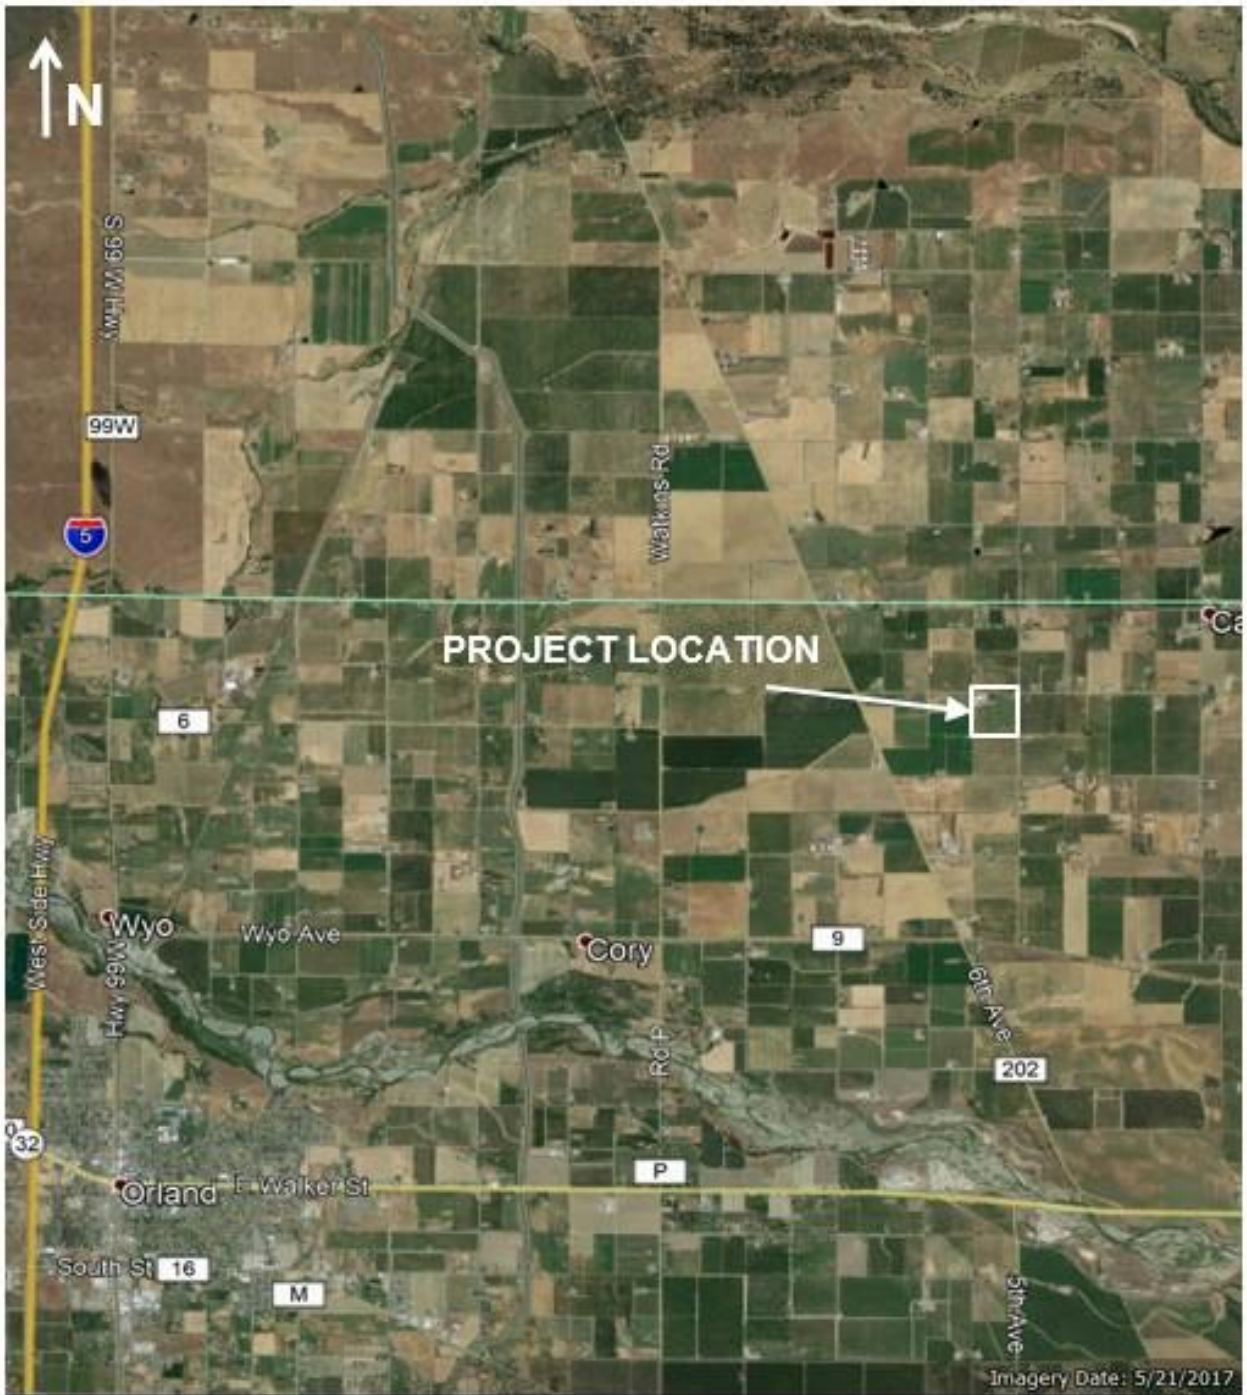 N
Hwy 99 W S
99W
5
Watkins Rd
Ca
PROJECT LOCATION
6
West Side Hwy
Wyo
Wyo Ave
Cory
9
Hwy 99W
6th Ave
Rd P
202
32
P
Orland
E Walker St
South St
16
M
5th Ave
Imagery Date: 5/21/2017